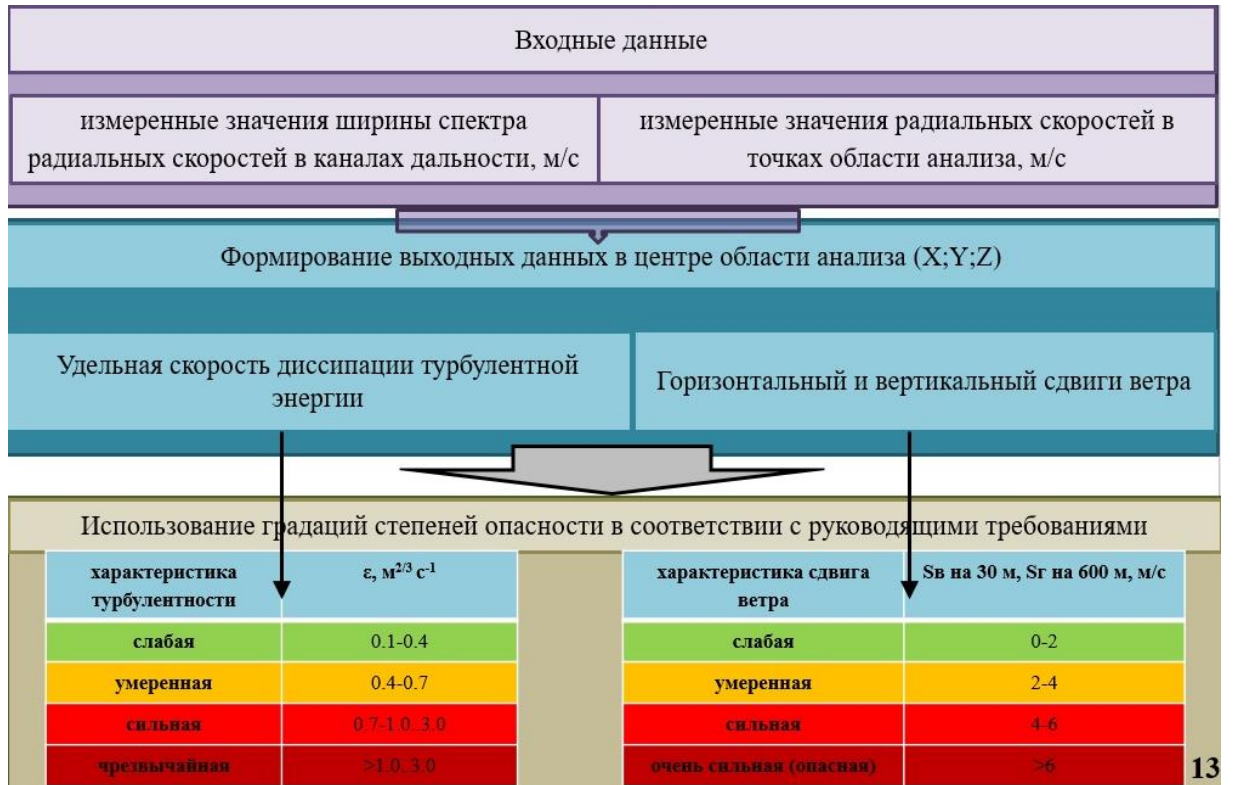 Входные данные
измеренные значения ширины спектра
радиальных скоростей в каналах дальности, м/с
измеренные значения радиальных скоростей в
точках области анализа, м/с
Формирование выходных данных в центре области анализа (X;Y;Z)
Удельная скорость диссипации турбулентной
энергии
Горизонтальный и вертикальный сдвиги ветра
Использование градаций степеней опасности в соответствии с руководящими требованиями
характеристика
турбулентности
ε, м²ᐟ³ с⁻¹
слабая
0.1-0.4
умеренная
0.4-0.7
сильная
0.7-1.0..3.0
чрезвычайная
>1.0..3.0
характеристика сдвига
ветра
Sв на 30 м, Sг на 600 м, м/с
слабая
0-2
умеренная
2-4
сильная
4-6
очень сильная (опасная)
>6
13